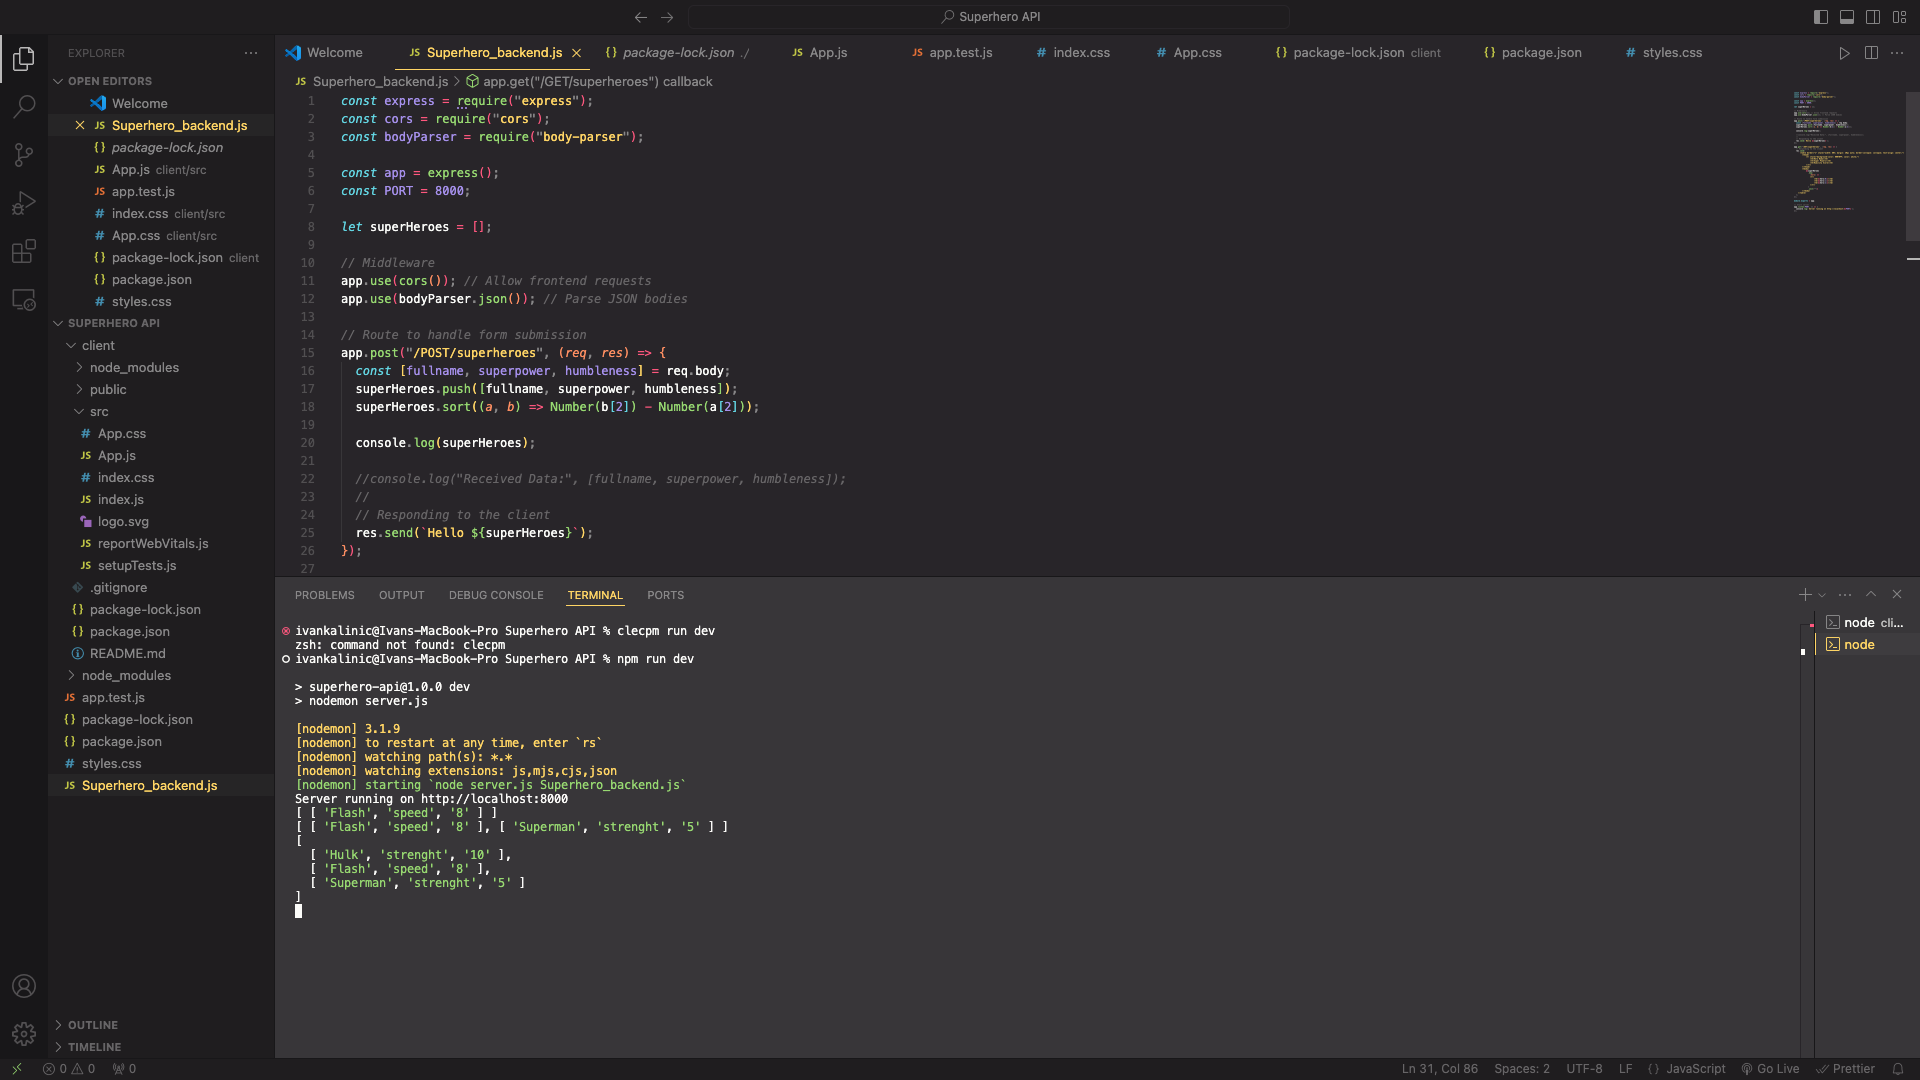 Superhero API
EXPLORER
OPEN EDITORS
Welcome
JS Superhero_backend.js
{} package-lock.json
JS App.js client/src
JS app.test.js
# index.css client/src
# App.css client/src
{} package-lock.json client
{} package.json
# styles.css
SUPERHERO API
client
node_modules
public
src
# App.css
JS App.js
# index.css
JS index.js
logo.svg
JS reportWebVitals.js
JS setupTests.js
.gitignore
{} package-lock.json
{} package.json
README.md
node_modules
JS app.test.js
{} package-lock.json
{} package.json
# styles.css
JS Superhero_backend.js
OUTLINE
TIMELINE
Welcome JS Superhero_backend.js {} package-lock.json ./ JS App.js JS app.test.js # index.css # App.css {} package-lock.json client {} package.json # styles.css
JS Superhero_backend.js > app.get("/GET/superheroes") callback
1 const express = require("express");
2 const cors = require("cors");
3 const bodyParser = require("body-parser");
4
5 const app = express();
6 const PORT = 8000;
7
8 let superHeroes = [];
9
10 // Middleware
11 app.use(cors()); // Allow frontend requests
12 app.use(bodyParser.json()); // Parse JSON bodies
13
14 // Route to handle form submission
15 app.post("/POST/superheroes", (req, res) => {
16 const [fullname, superpower, humbleness] = req.body;
17 superHeroes.push([fullname, superpower, humbleness]);
18 superHeroes.sort((a, b) => Number(b[2]) - Number(a[2]));
19
20 console.log(superHeroes);
21
22 //console.log("Received Data:", [fullname, superpower, humbleness]);
23 //
24 // Responding to the client
25 res.send(`Hello ${superHeroes}`);
26 });
27
PROBLEMS OUTPUT DEBUG CONSOLE TERMINAL PORTS
ivankalinic@Ivans-MacBook-Pro Superhero API % clecpm run dev
zsh: command not found: clecpm
ivankalinic@Ivans-MacBook-Pro Superhero API % npm run dev
> superhero-api@1.0.0 dev
> nodemon server.js
[nodemon] 3.1.9
[nodemon] to restart at any time, enter `rs`
[nodemon] watching path(s): *.*
[nodemon] watching extensions: js,mjs,cjs,json
[nodemon] starting `node server.js Superhero_backend.js`
Server running on http://localhost:8000
[ [ 'Flash', 'speed', '8' ] ]
[ [ 'Flash', 'speed', '8' ], [ 'Superman', 'strenght', '5' ] ]
[
[ 'Hulk', 'strenght', '10' ],
[ 'Flash', 'speed', '8' ],
[ 'Superman', 'strenght', '5' ]
]
node cli...
node
0 0 0
Ln 31, Col 86 Spaces: 2 UTF-8 LF {} JavaScript Go Live Prettier